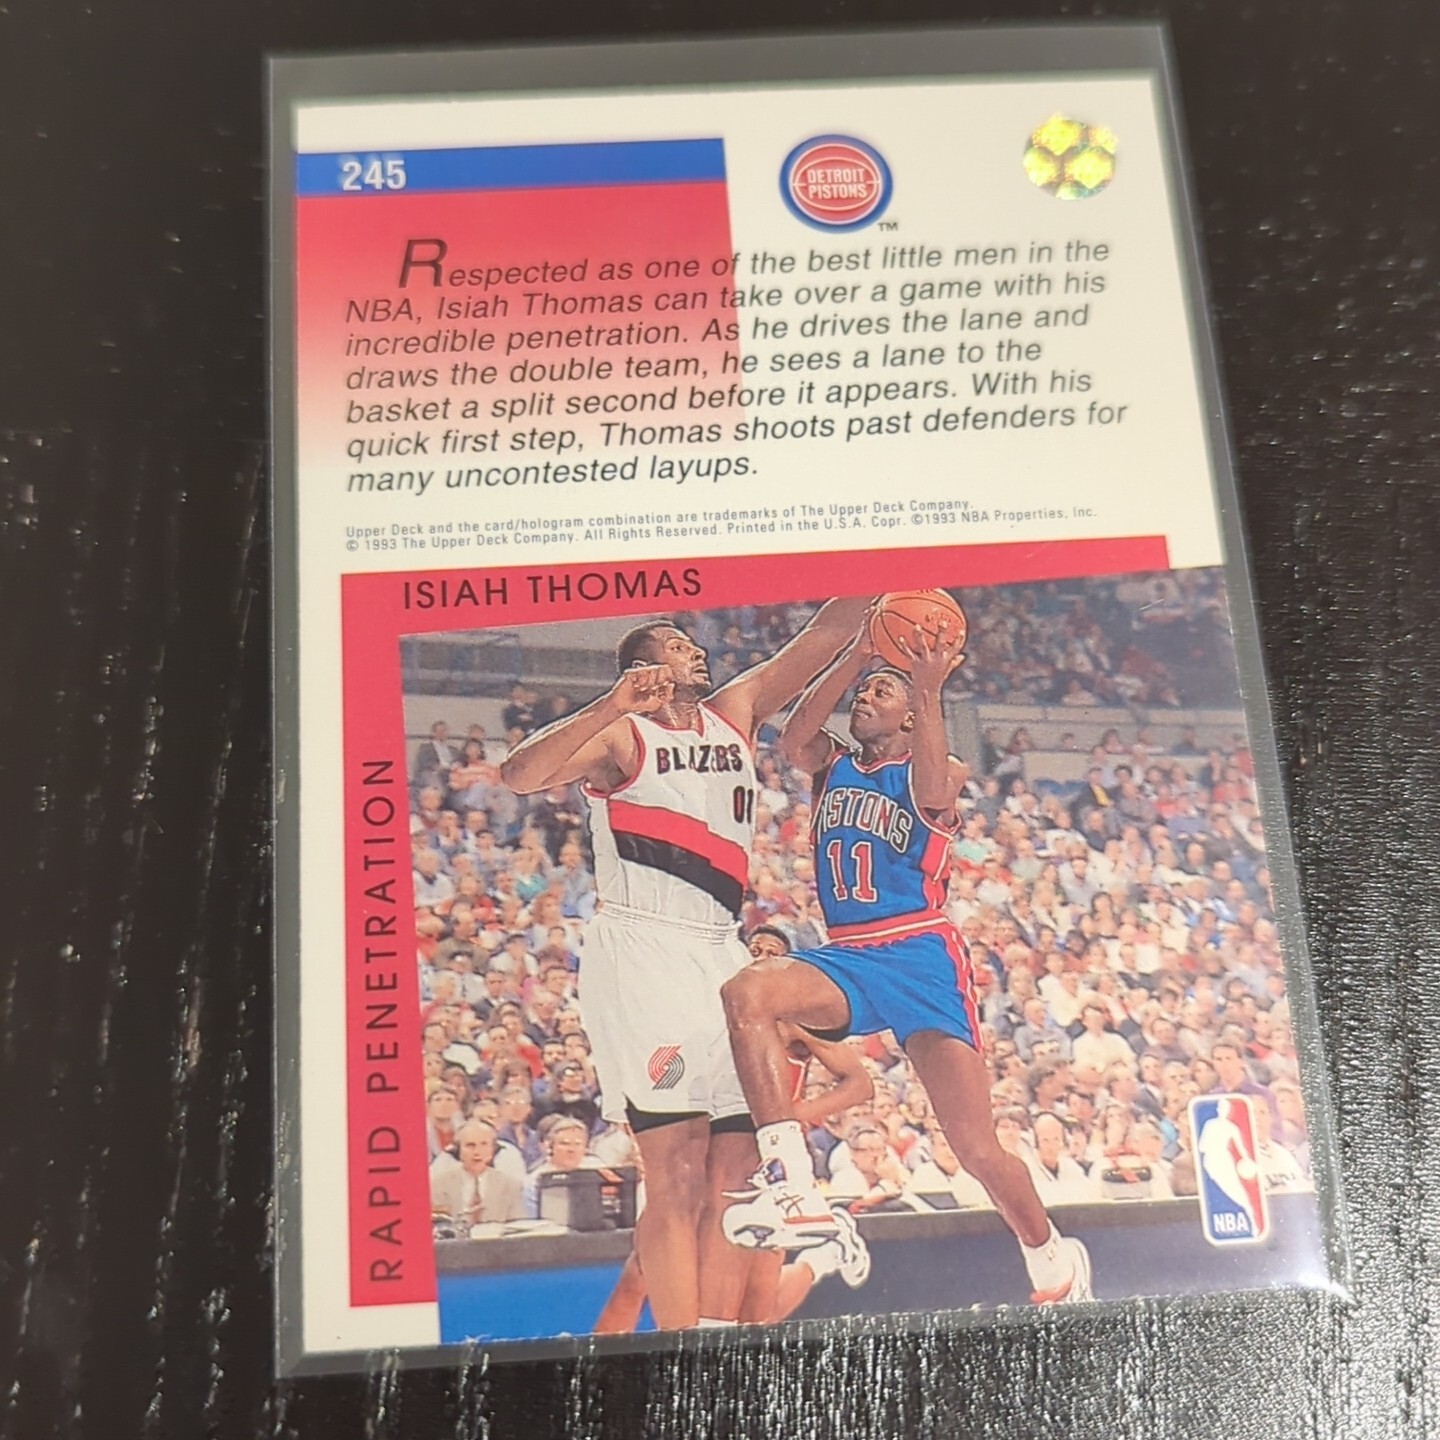 245
DETROIT
PISTONS
TM
Respected as one of the best little men in the
NBA, Isiah Thomas can take over a game with his
incredible penetration. As he drives the lane and
draws the double team, he sees a lane to the
basket a split second before it appears. With his
quick first step, Thomas shoots past defenders for
many uncontested layups.
Upper Deck and the card/hologram combination are trademarks of The Upper Deck Company.
© 1993 The Upper Deck Company. All Rights Reserved. Printed in the U.S.A. Copr. ©1993 NBA Properties, Inc.
ISIAH THOMAS
RAPID PENETRATION
BLAZERS
00
PISTONS
11
NBA